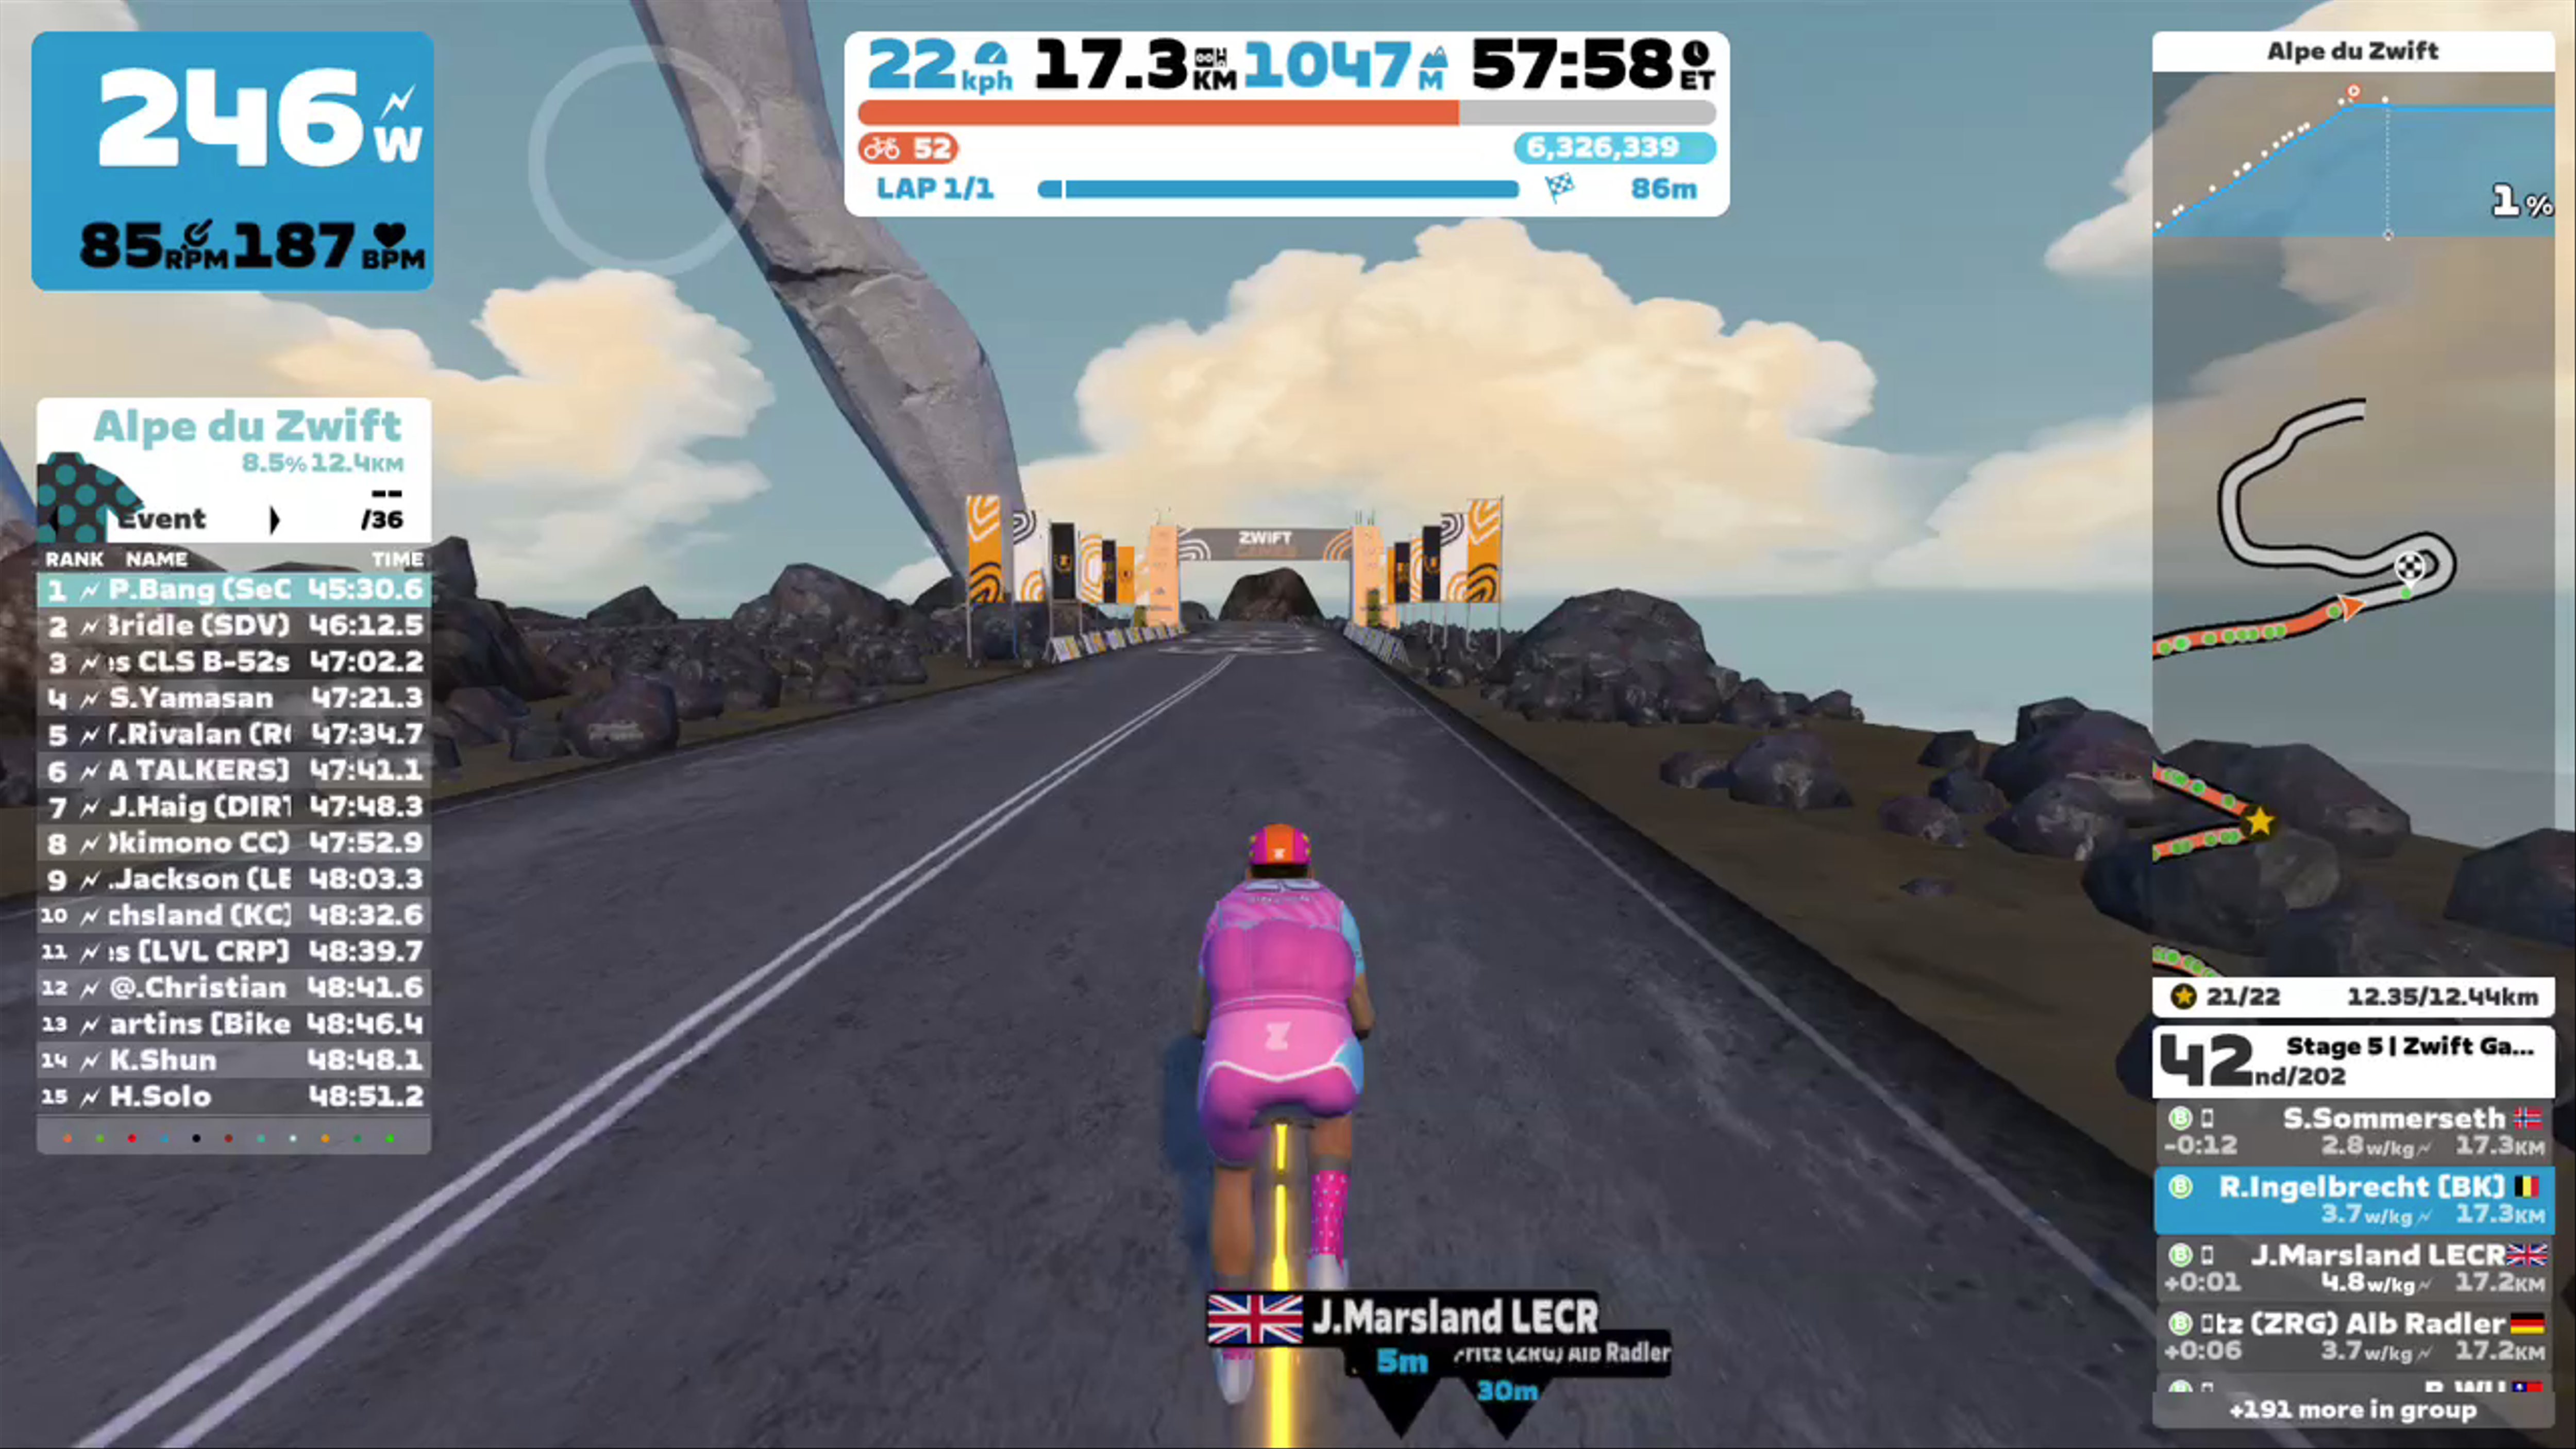 246 W
85 RPM 187 BPM
22 kph 17.3 KM 1047 M 57:58 ET
52 6,326,339
LAP 1/1 86m
Alpe du Zwift
1%
Alpe du Zwift
8.5% 12.4KM
--
Event /36
RANK NAME TIME
1 P.Bang (SeC 45:30.6
2 Bridle (SDV) 46:12.5
3 s CLS B-52s 47:02.2
4 S.Yamasan 47:21.3
5 .Rivalan (R 47:34.7
6 A TALKERS] 47:41.1
7 J.Haig (DIRT 47:48.3
8 kimono CC) 47:52.9
9 .Jackson (LE 48:03.3
10 chsland (KC) 48:32.6
11 s [LVL CRP] 48:39.7
12 @.Christian 48:41.6
13 artins [Bike 48:46.4
14 K.Shun 48:48.1
15 H.Solo 48:51.2
ZWIFT
GAMES
J.Marsland LECR
5m Fritz (ZRG) Alb Radler
30m
21/22 12.35/12.44km
42nd/202 Stage 5 | Zwift Ga...
B S.Sommerseth
-0:12 2.8 w/kg 17.3KM
B R.Ingelbrecht [BK]
3.7 w/kg 17.3KM
B J.Marsland LECR
+0:01 4.8 w/kg 17.2KM
B tz (ZRG) Alb Radler
+0:06 3.7 w/kg 17.2KM
+191 more in group